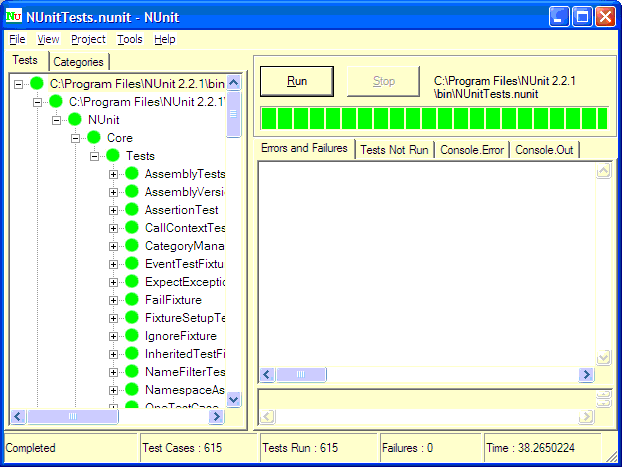 NUnitTests.nunit - NUnit
File View Project Tools Help
Tests Categories
C:\Program Files\NUnit 2.2.1\bin
C:\Program Files\NUnit 2.2.1\
NUnit
Core
Tests
AssemblyTests
AssemblyVersi
AssertionTest
CallContextTest
CategoryMana
EventTestFixtu
ExpectExceptio
FailFixture
FixtureSetupTe
IgnoreFixture
InheritedTestFi
NameFilterTes
NamespaceAs
OneTestCase
Run Stop C:\Program Files\NUnit 2.2.1
\bin\NUnitTests.nunit
Errors and Failures Tests Not Run Console.Error Console.Out
Completed Test Cases : 615 Tests Run : 615 Failures : 0 Time : 38.2650224